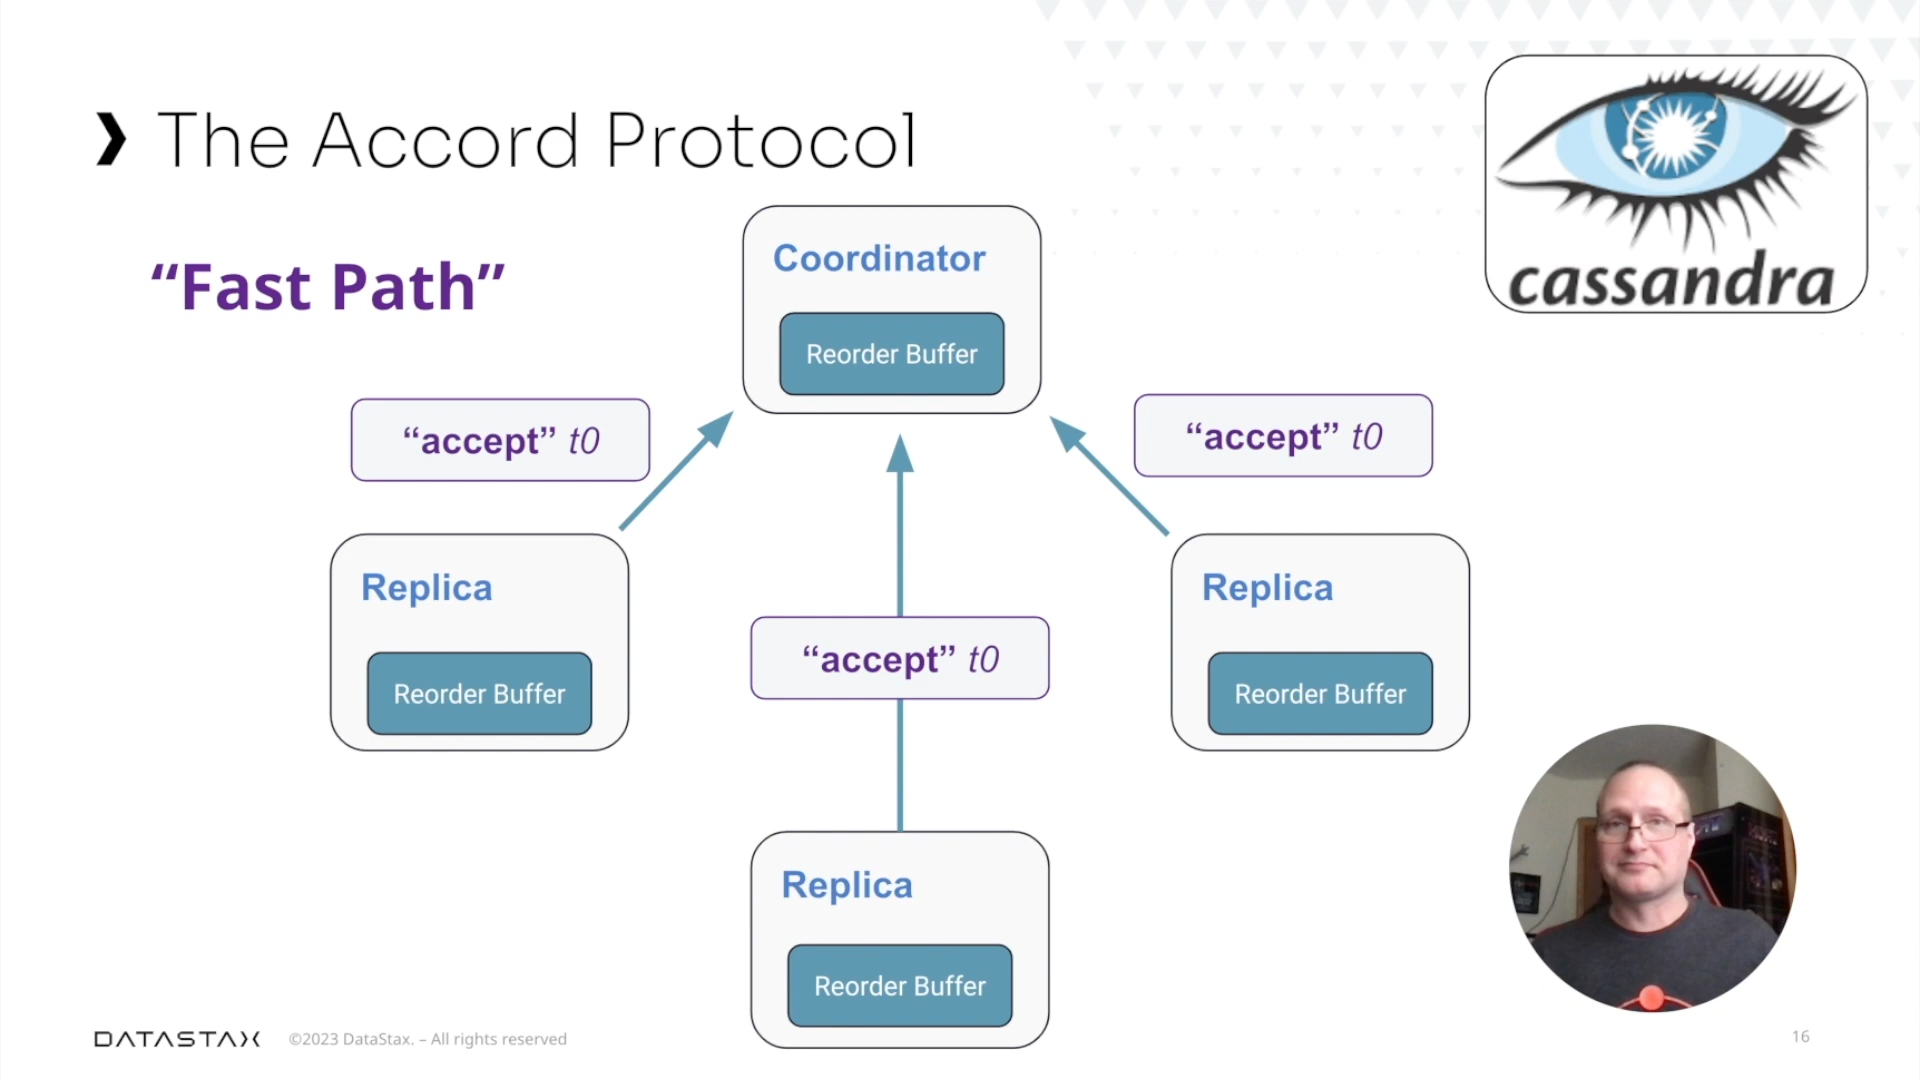 ❯ The Accord Protocol
“Fast Path”
cassandra
Coordinator
Reorder Buffer
“accept” t0
“accept” t0
Replica
Reorder Buffer
“accept” t0
Replica
Reorder Buffer
Replica
Reorder Buffer
DATASTAX
©2023 DataStax. – All rights reserved
16